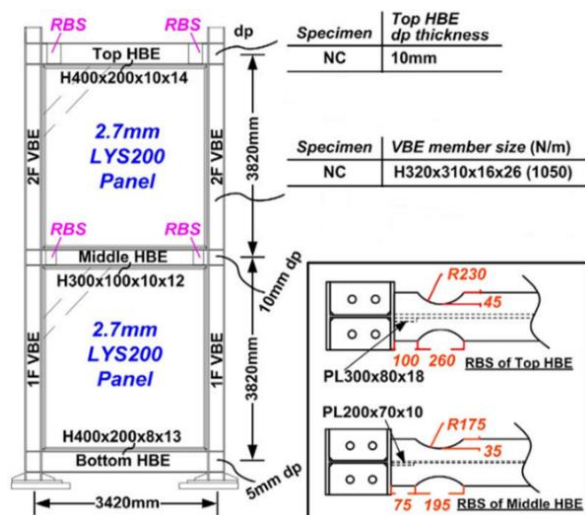 RBS
RBS
dp
Top HBE
H400x200x10x14
2F VBE
2.7mm
LYS200
Panel
2F VBE
3820mm
RBS
RBS
Middle HBE
H300x100x10x12
10mm dp
1F VBE
2.7mm
LYS200
Panel
1F VBE
3820mm
H400x200x8x13
Bottom HBE
5mm dp
3420mm
Specimen
Top HBE
dp thickness
NC
10mm
Specimen
VBE member size (N/m)
NC
H320x310x16x26 (1050)
R230
45
100
260
RBS of Top HBE
PL300x80x18
PL200x70x10
R175
35
75
195
RBS of Middle HBE